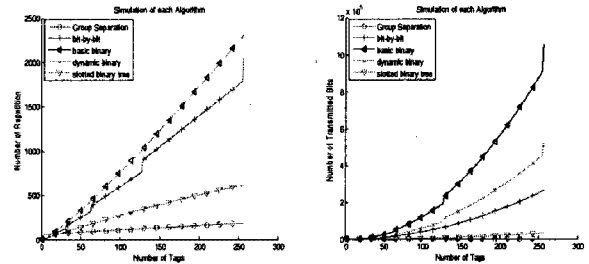 Simulation of each Algorithm
2500
2000
1500
1000
500
0
0 50 100 150 200 250 300
Number of Repetition
Number of Tags
Group Separation
bit-by-bit
basic binary
dynamic binary
slotted binary tree
Simulation of each Algorithm
12
10
8
6
4
2
0
0 50 100 150 200 250 300
Number of Transmitted Bits
Number of Tags
Group Separation
bit-by-bit
basic binary
dynamic binary
slotted binary tree